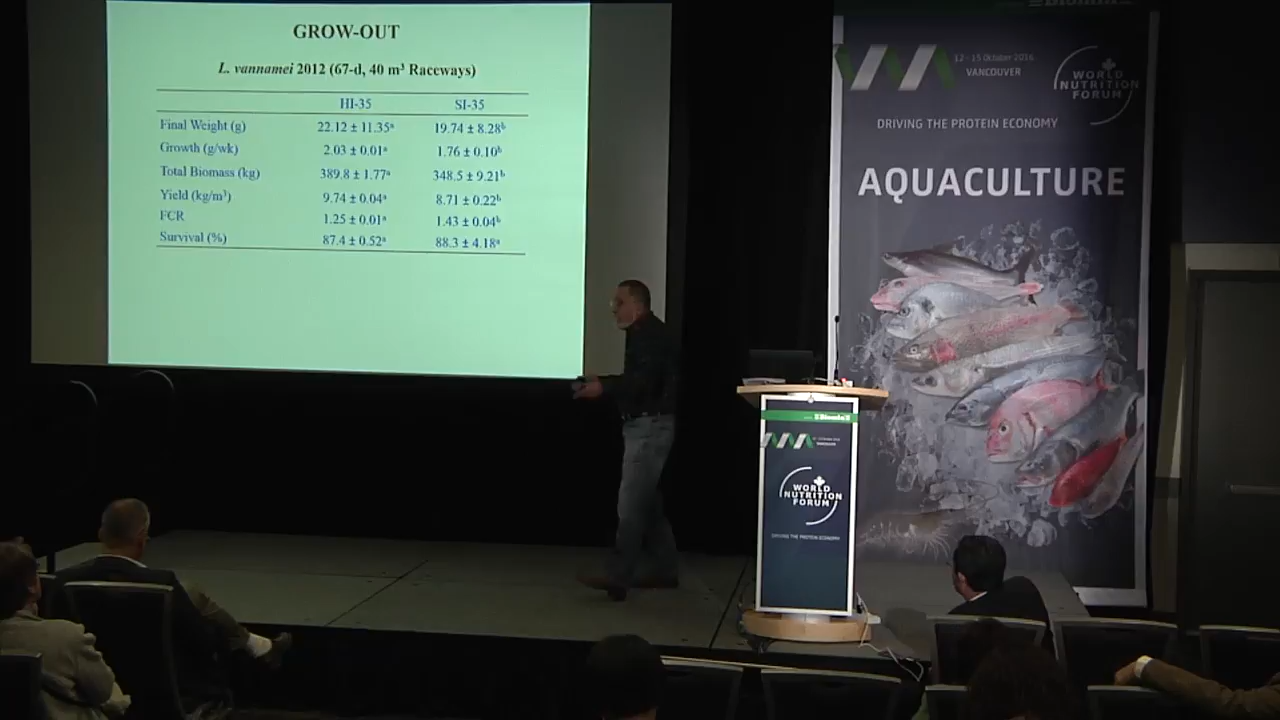 GROW-OUT
L. vannamei 2012 (67-d, 40 m³ Raceways)
HI-35 SI-35
Final Weight (g) 22.12 ± 11.35ᵃ 19.74 ± 8.28ᵇ
Growth (g/wk) 2.03 ± 0.01ᵃ 1.76 ± 0.10ᵇ
Total Biomass (kg) 389.8 ± 1.77ᵃ 348.5 ± 9.21ᵇ
Yield (kg/m³) 9.74 ± 0.04ᵃ 8.71 ± 0.22ᵇ
FCR 1.25 ± 0.01ᵃ 1.43 ± 0.04ᵇ
Survival (%) 87.4 ± 0.52ᵃ 88.3 ± 4.18ᵃ
12 - 15 October 2016
VANCOUVER
WORLD
NUTRITION
FORUM
DRIVING THE PROTEIN ECONOMY
AQUACULTURE
Biomin
VANCOUVER
WORLD
NUTRITION
FORUM
DRIVING THE PROTEIN ECONOMY